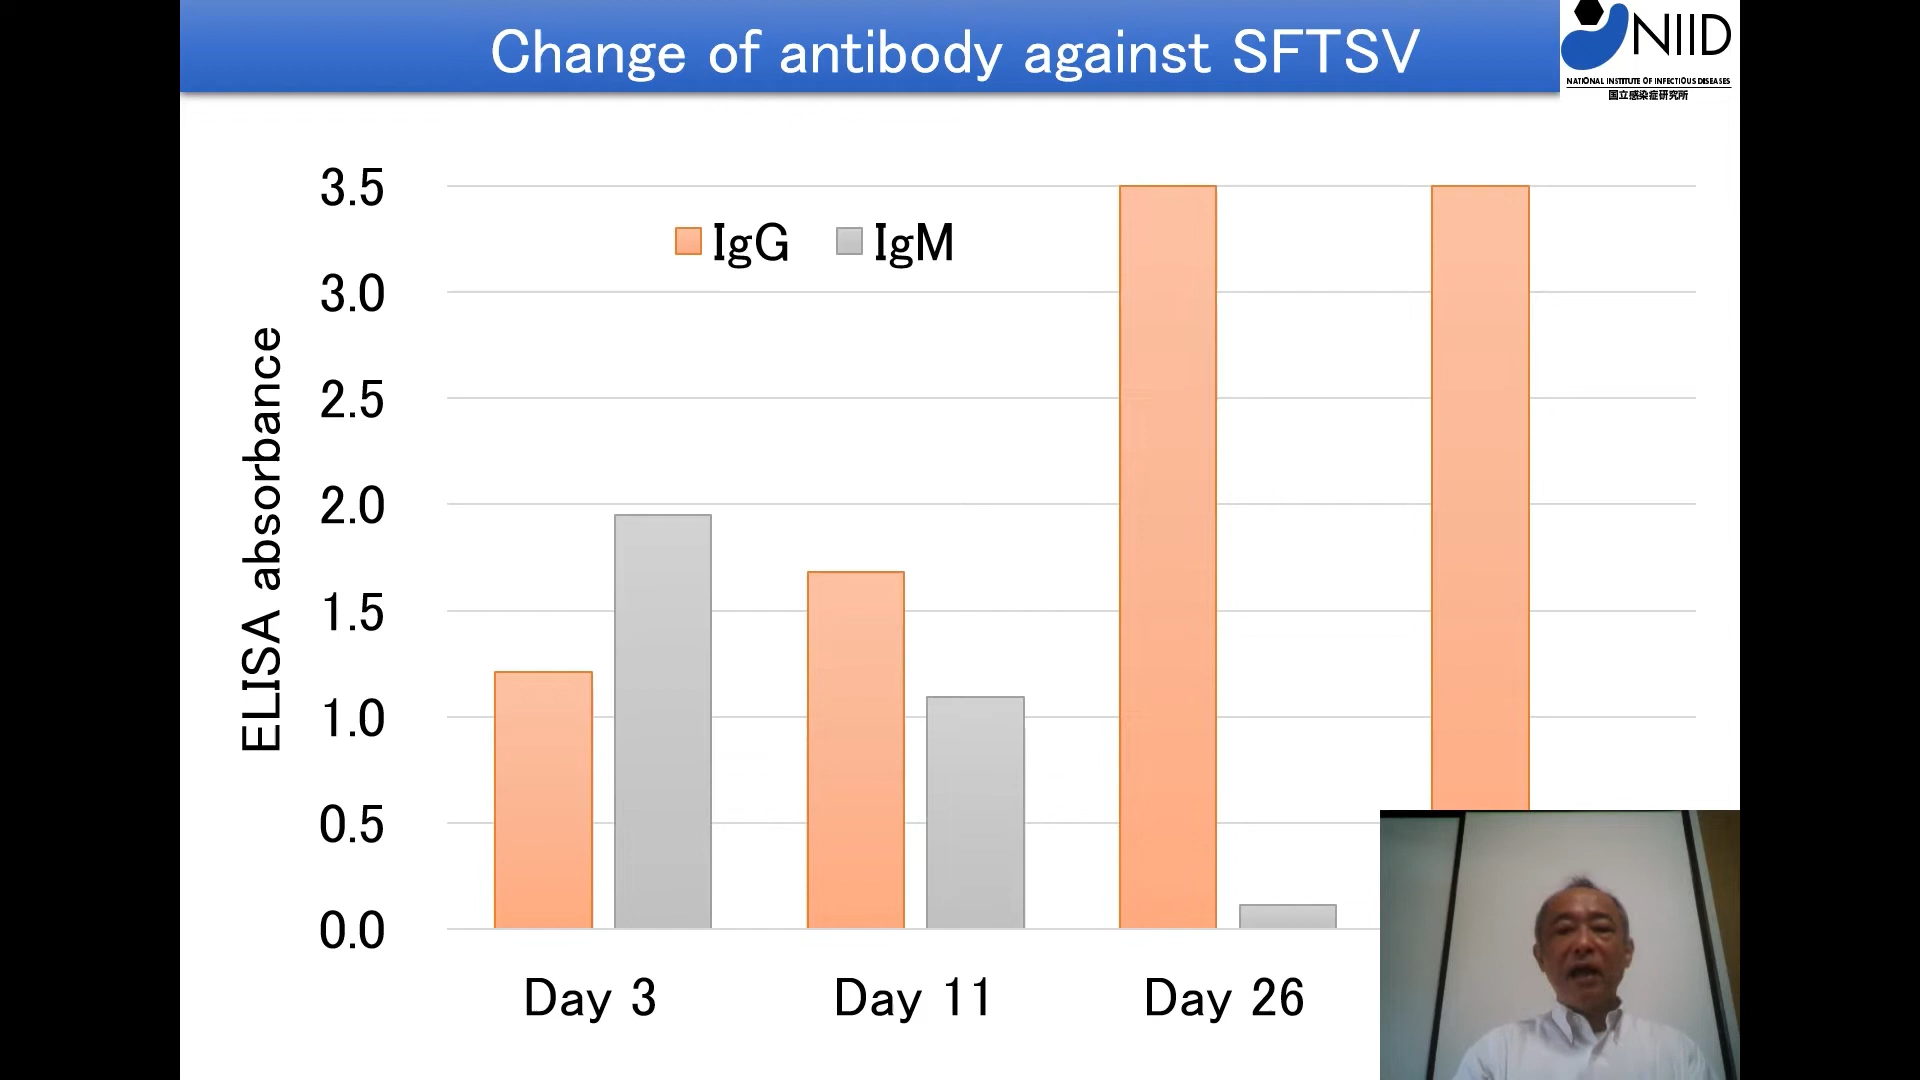 Change of antibody against SFTSV
NIID
NATIONAL INSTITUTE OF INFECTIOUS DISEASES
国立感染症研究所
3.5
IgG
IgM
3.0
2.5
2.0
1.5
1.0
0.5
0.0
ELISA absorbance
Day 3
Day 11
Day 26